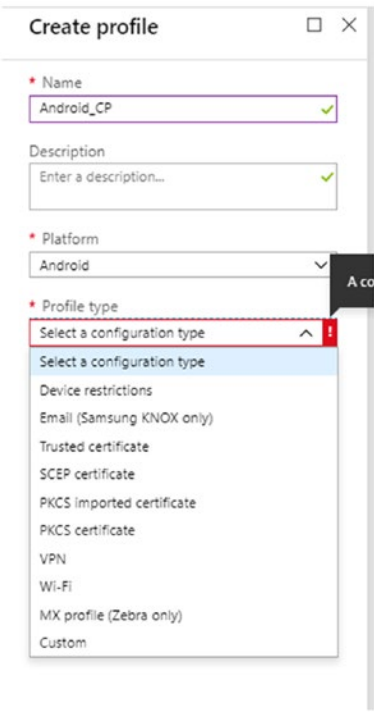 Create profile
* Name
Android_CP
Description
Enter a description...
* Platform
Android
A co
* Profile type
Select a configuration type
Select a configuration type
Device restrictions
Email (Samsung KNOX only)
Trusted certificate
SCEP certificate
PKCS imported certificate
PKCS certificate
VPN
Wi-Fi
MX profile (Zebra only)
Custom